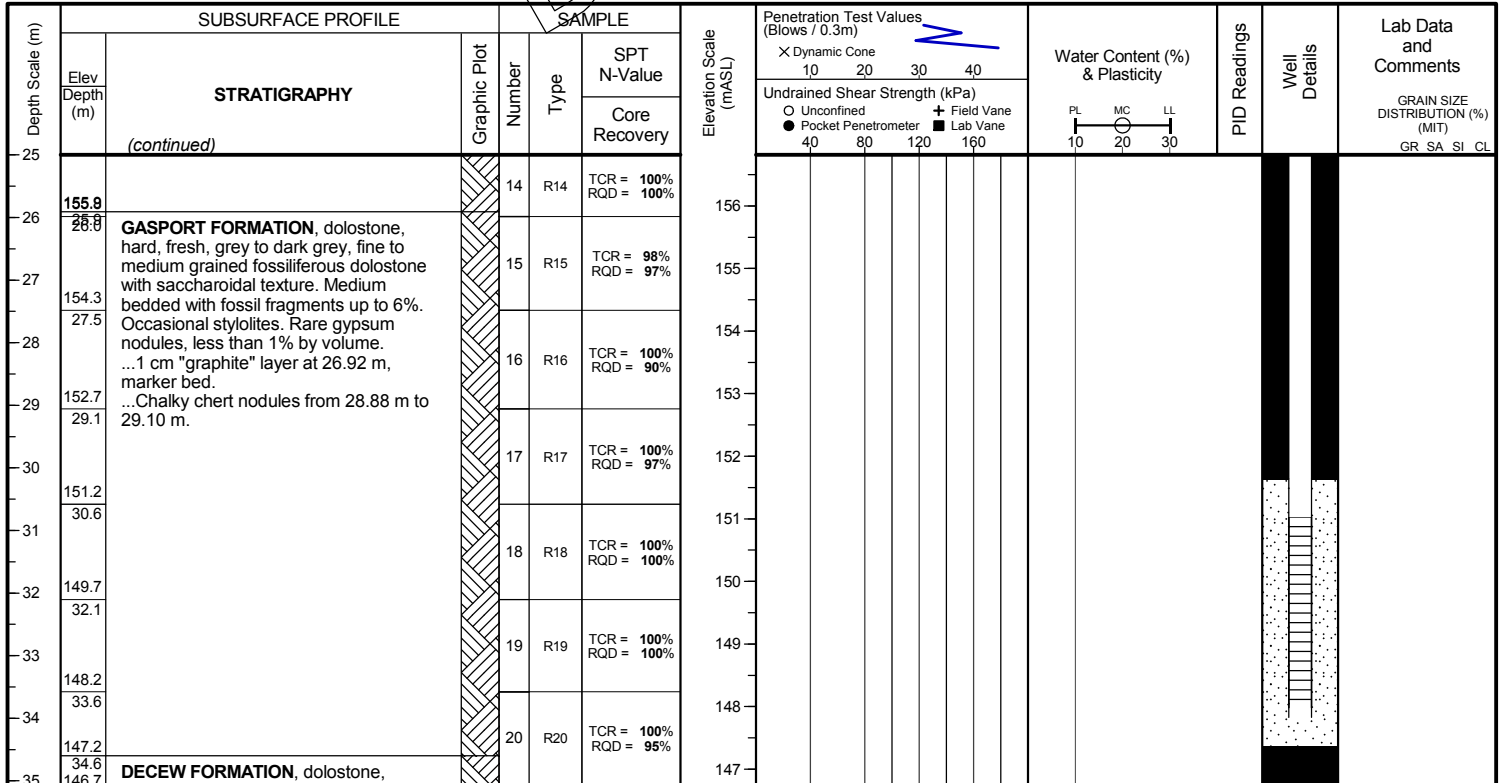 SUBSURFACE PROFILE
SAMPLE
Depth Scale (m)
Elev
Depth
(m)
STRATIGRAPHY
(continued)
Graphic Plot
Number
Type
SPT
N-Value
Core
Recovery
Elevation Scale
(mASL)
Penetration Test Values
(Blows / 0.3m)
× Dynamic Cone
10 20 30 40
Undrained Shear Strength (kPa)
Unconfined + Field Vane
Pocket Penetrometer Lab Vane
40 80 120 160
Water Content (%)
& Plasticity
PL MC LL
10 20 30
PID Readings
Well
Details
Lab Data
and
Comments
GRAIN SIZE
DISTRIBUTION (%)
(MIT)
GR SA SI CL
25
14 R14 TCR = 100%
RQD = 100%
155.9
26
26.0
156
GASPORT FORMATION, dolostone,
hard, fresh, grey to dark grey, fine to
medium grained fossiliferous dolostone
with saccharoidal texture. Medium
bedded with fossil fragments up to 6%.
Occasional stylolites. Rare gypsum
nodules, less than 1% by volume.
...1 cm "graphite" layer at 26.92 m,
marker bed.
...Chalky chert nodules from 28.88 m to
29.10 m.
15 R15 TCR = 98%
RQD = 97%
155
27
154.3
27.5
154
28
16 R16 TCR = 100%
RQD = 90%
152.7
153
29
29.1
17 R17 TCR = 100%
RQD = 97%
152
30
151.2
30.6
151
31
18 R18 TCR = 100%
RQD = 100%
149.7
150
32
32.1
19 R19 TCR = 100%
RQD = 100%
149
33
148.2
33.6
148
34
20 R20 TCR = 100%
RQD = 95%
147.2
34.6
147
35
146.7
DECEW FORMATION, dolostone,